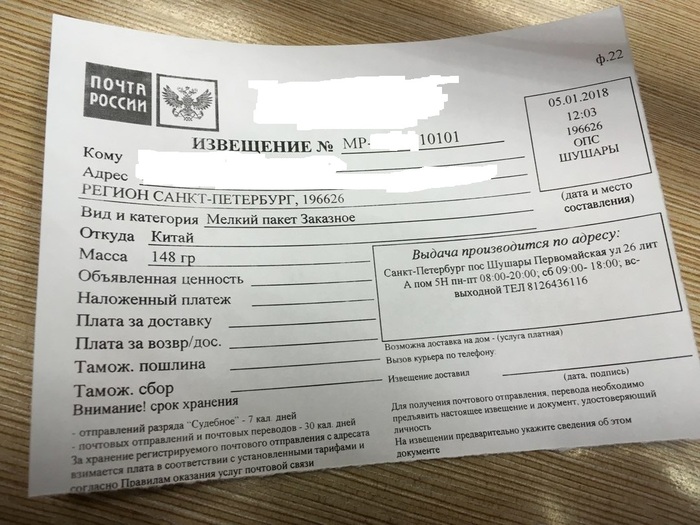 ф.22
ПОЧТА
РОССИИ
05.01.2018
12:03
196626
ОПС
ШУШАРЫ
(дата и место
составления)
ИЗВЕЩЕНИЕ № МР- 10101
Кому
Адрес
РЕГИОН САНКТ-ПЕТЕРБУРГ, 196626
Вид и категория Мелкий пакет Заказное
Откуда Китай
Масса 148 гр
Объявленная ценность
Наложенный платеж
Плата за доставку
Плата за возвр/дос.
Тамож. пошлина
Тамож. сбор
Выдача производится по адресу:
Санкт-Петербург пос Шушары Первомайская ул 26 лит
А пом 5Н пн-пт 08:00-20:00; сб 09:00- 18:00; вс-
выходной ТЕЛ 8126436116
Возможна доставка на дом - (услуга платная)
Вызов курьера по телефону:
Извещение доставил
(дата, подпись)
Внимание! срок хранения
- отправлений разряда "Судебное" - 7 кал. дней
- почтовых отправлений и почтовых переводов - 30 кал. дней
За хранение регистрируемого почтового отправления с адресата
взимается плата в соответствии с установленными тарифами и
согласно Правилам оказания услуг почтовой связи
Для получения почтового отправления, перевода необходимо
предъявить настоящее извещение и документ, удостоверяющий
личность
На извещении предварительно укажите сведения об этом
документе